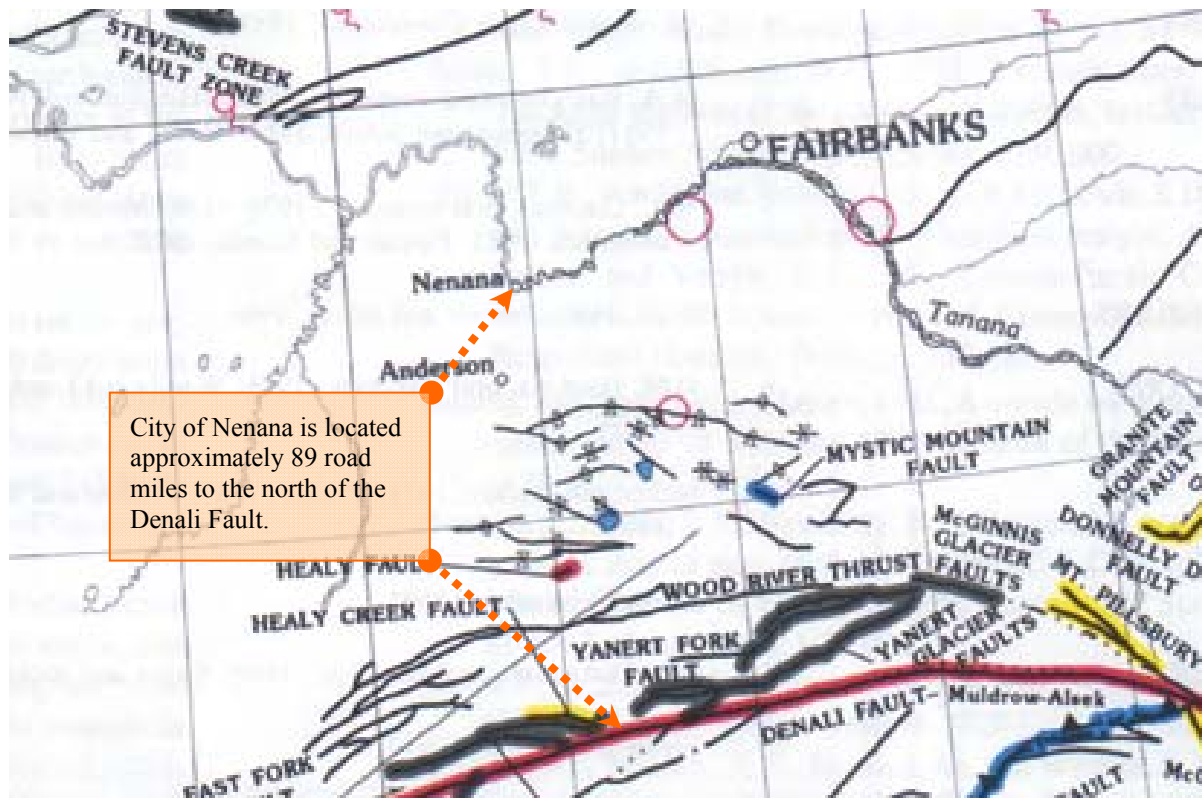 STEVENS CREEK
FAULT ZONE
FAIRBANKS
Nenana
Tanana
Anderson
City of Nenana is located
approximately 89 road
miles to the north of the
Denali Fault.
MYSTIC MOUNTAIN
FAULT
GRANITE
MOUNTAIN
FAULT
McGINNIS
GLACIER
FAULTS
DONNELLY D
FAULT
HEALY FAUL
WOOD RIVER THRUST
MT. PILLSBURY
HEALY CREEK FAULT
YANERT FORK
FAULT
YANERT
GLACIER
FAULTS
DENALI FAULT- Muldrow-Alsek
EAST FORK
FAULT